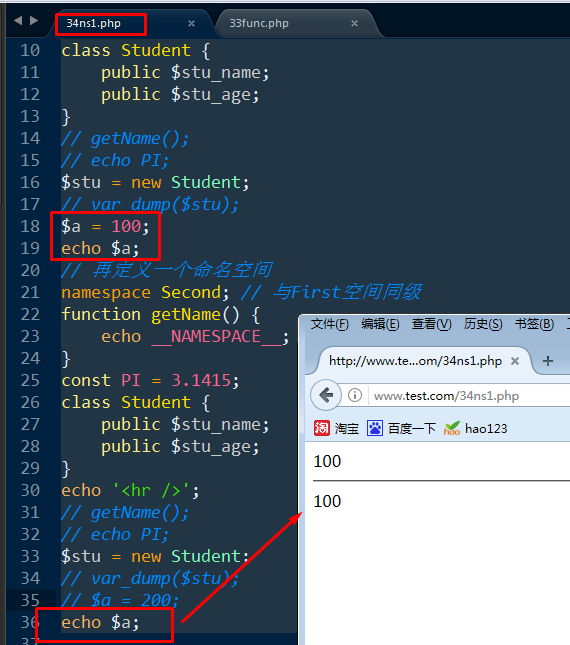 34ns1.php × 33func.php ×
10 class Student {
11     public $stu_name;
12     public $stu_age;
13 }
14 // getName();
15 // echo PI;
16 $stu = new Student;
17 // var_dump($stu);
18 $a = 100;
19 echo $a;
20 // 再定义一个命名空间
21 namespace Second; // 与First空间同级
22 function getName() {
23     echo __NAMESPACE__;
24 }
25 const PI = 3.1415;
26 class Student {
27     public $stu_name;
28     public $stu_age;
29 }
30 echo '<hr />';
31 // getName();
32 // echo PI;
33 $stu = new Student;
34 // var_dump($stu);
35 // $a = 200;
36 echo $a;
37
文件(F) 编辑(E) 查看(V) 历史(S) 书签(B)
http://www.te...om/34ns1.php × +
www.test.com/34ns1.php
淘 淘宝 百度一下 hao hao123
100
100